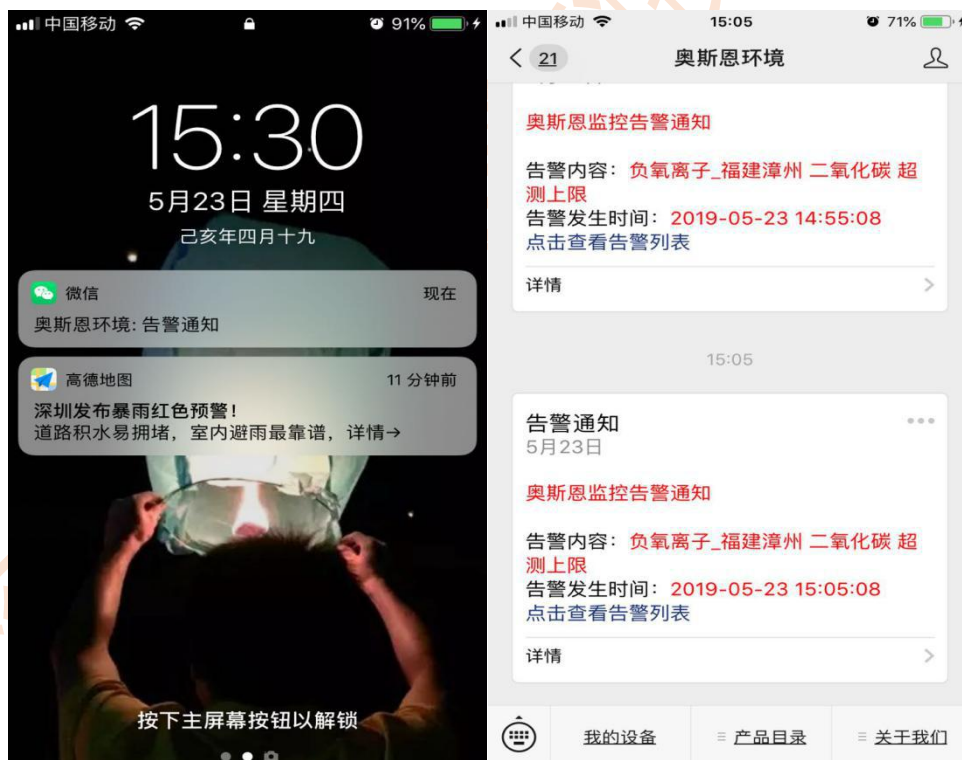 中国移动
91%
15:30
5月23日 星期四
己亥年四月十九
微信
现在
奥斯恩环境: 告警通知
高德地图
11 分钟前
深圳发布暴雨红色预警!
道路积水易拥堵，室内避雨最靠谱，详情→
按下主屏幕按钮以解锁
中国移动
15:05
71%
21
奥斯恩环境
奥斯恩监控告警通知
告警内容：负氧离子_福建漳州 二氧化碳 超
测上限
告警发生时间：2019-05-23 14:55:08
点击查看告警列表
详情
15:05
告警通知
5月23日
奥斯恩监控告警通知
告警内容：负氧离子_福建漳州 二氧化碳 超
测上限
告警发生时间：2019-05-23 15:05:08
点击查看告警列表
详情
我的设备
产品目录
关于我们